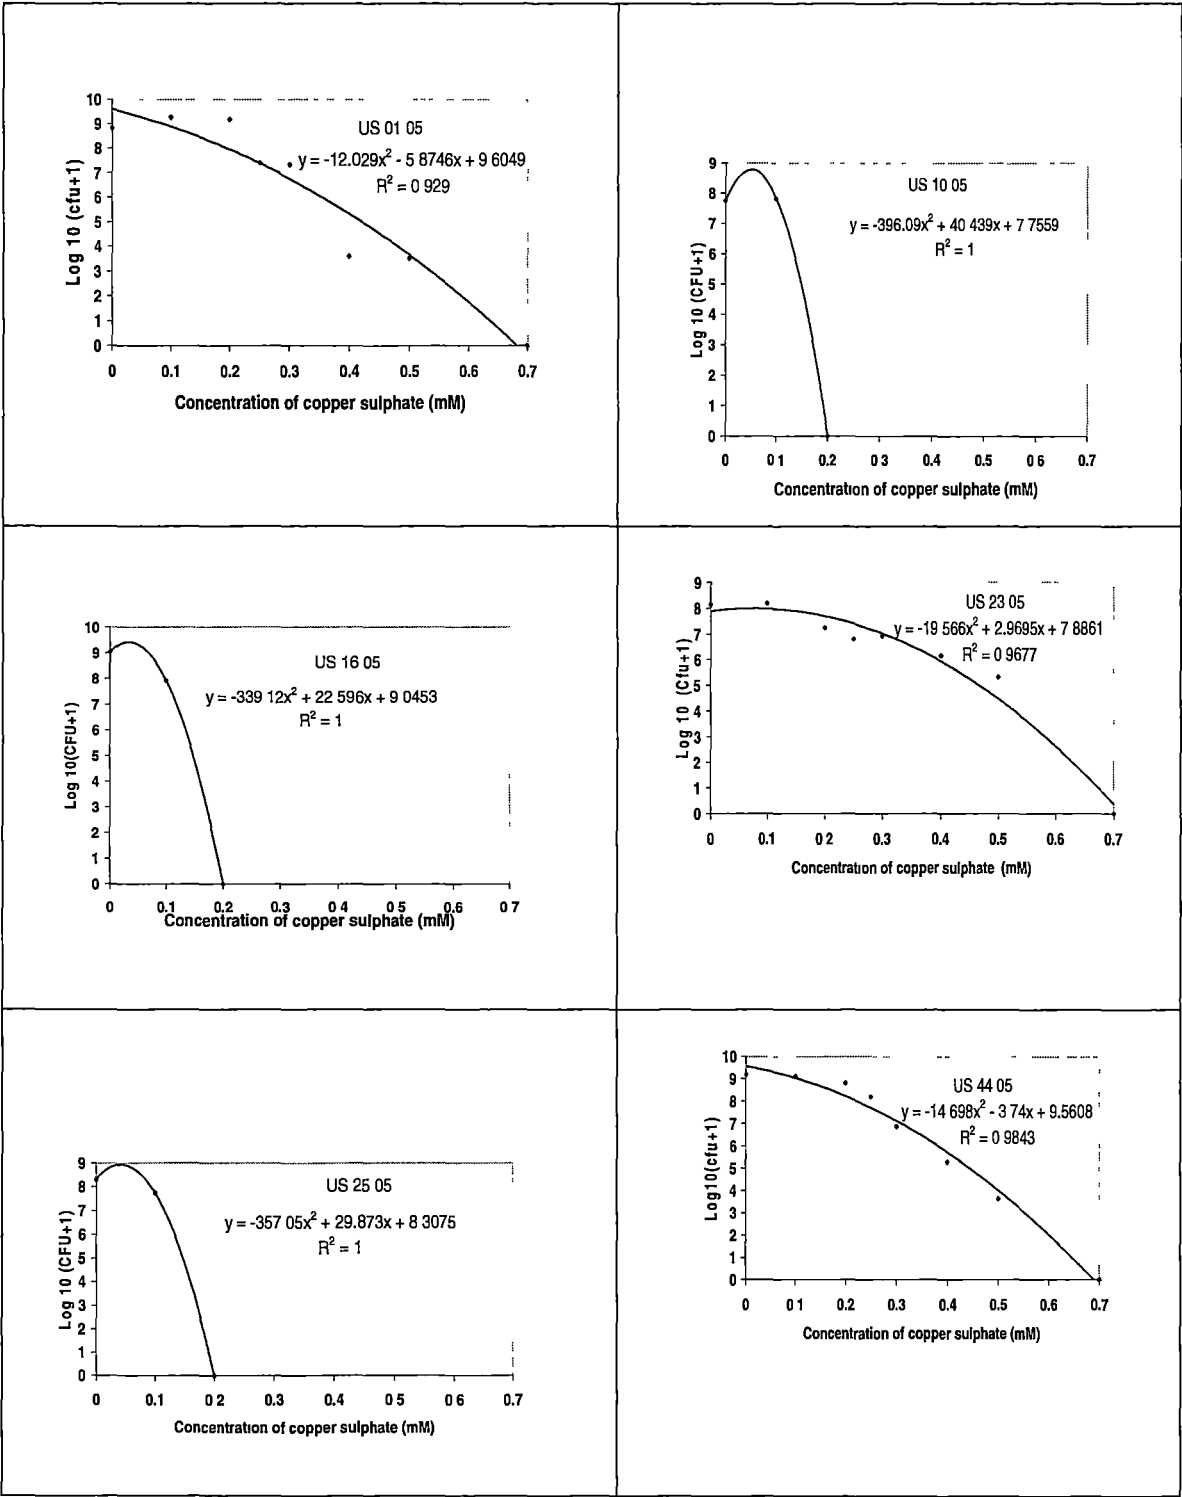 10
9
8
7
6
5
4
3
2
1
0
Log 10 (cfu+1)
US 01 05
y = -12.029x² - 5 8746x + 9 6049
R² = 0 929
0 0.1 0.2 0.3 0.4 0.5 0.6 0.7
Concentration of copper sulphate (mM)
9
8
7
6
5
4
3
2
1
0
Log 10 (CFU+1)
US 10 05
y = -396.09x² + 40 439x + 7 7559
R² = 1
0 0 1 0.2 0 3 0.4 0.5 0 6 0.7
Concentration of copper sulphate (mM)
10
9
8
7
6
5
4
3
2
1
0
Log 10(CFU+1)
US 16 05
y = -339 12x² + 22 596x + 9 0453
R² = 1
0 0.1 0.2 0.3 0 4 0 5 0.6 0 7
Concentration of copper sulphate (mM)
9
8
7
6
5
4
3
2
1
0
Log 10 (Cfu+1)
US 23 05
y = -19 566x² + 2.9695x + 7 8861
R² = 0 9677
0 0.1 0 2 0.3 0.4 0.5 0.6 0.7
Concentration of copper sulphate (mM)
9
8
7
6
5
4
3
2
1
0
Log 10 (CFU+1)
US 25 05
y = -357 05x² + 29.873x + 8 3075
R² = 1
0 0.1 0 2 0.3 0.4 0.5 0 6 0.7
Concentration of copper sulphate (mM)
10
9
8
7
6
5
4
3
2
1
0
Log10(cfu+1)
US 44 05
y = -14 698x² - 3 74x + 9.5608
R² = 0 9843
0 0 1 0.2 0.3 0.4 0.5 0.6 0.7
Concentration of copper sulphate (mM)